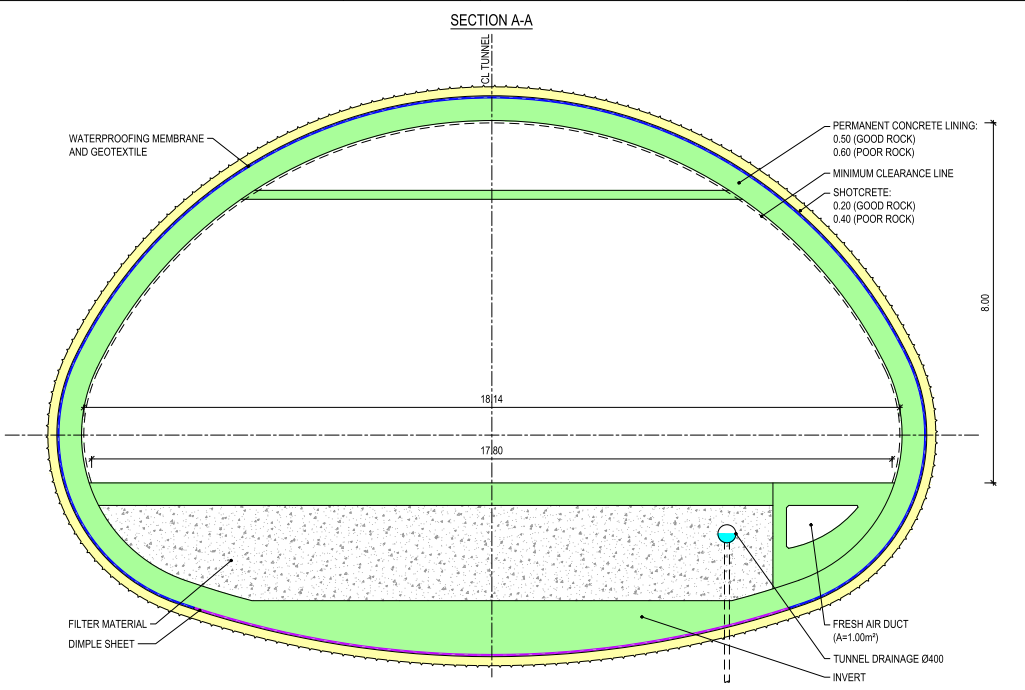 SECTION A-A
CL TUNNEL
WATERPROOFING MEMBRANE
AND GEOTEXTILE
PERMANENT CONCRETE LINING:
0.50 (GOOD ROCK)
0.60 (POOR ROCK)
MINIMUM CLEARANCE LINE
SHOTCRETE:
0.20 (GOOD ROCK)
0.40 (POOR ROCK)
8.00
18.14
17.80
FILTER MATERIAL
DIMPLE SHEET
FRESH AIR DUCT
(A=1.00m²)
TUNNEL DRAINAGE Ø400
INVERT